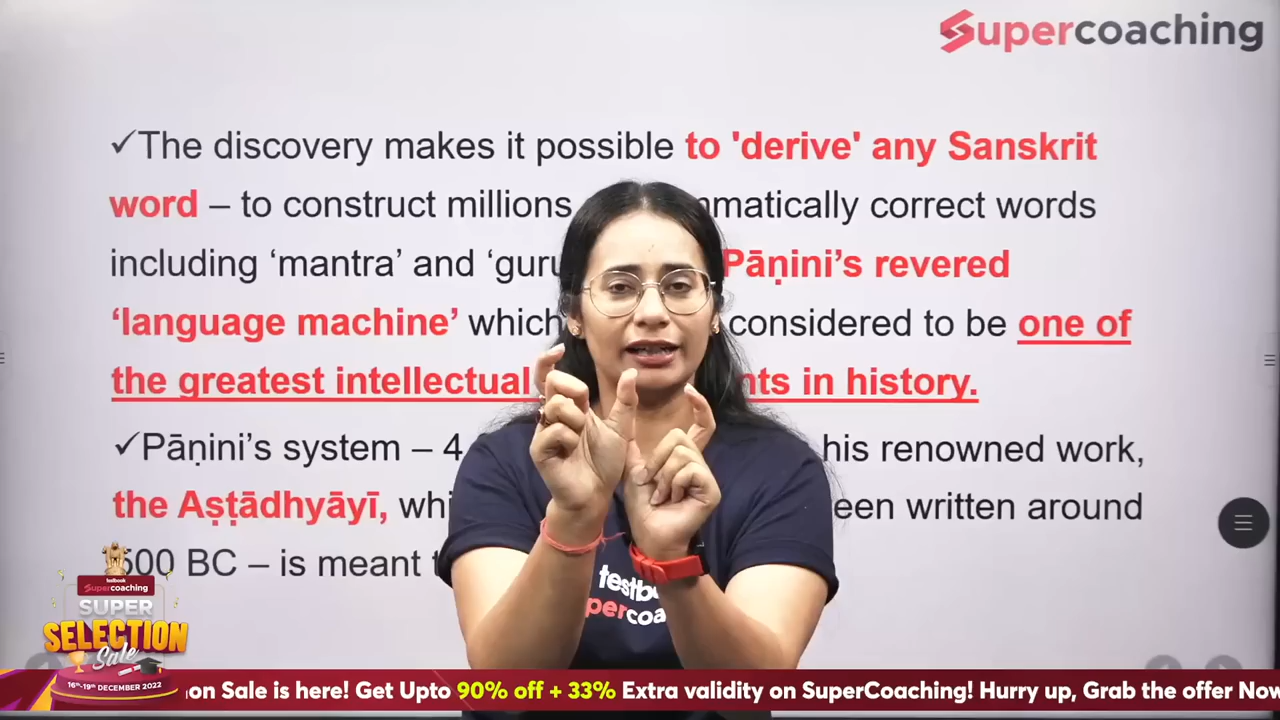 Supercoaching
✓The discovery makes it possible to 'derive' any Sanskrit
word – to construct millions matically correct words
including ‘mantra’ and ‘guru Pāṇini’s revered
‘language machine’ which considered to be one of
the greatest intellectual in history.
✓Pāṇini’s system – 4 his renowned work,
the Aṣṭādhyāyī, een written around
500 BC – is meant
testb
percoa
testbook
Supercoaching
SUPER
SELECTION
Sale
16th-19th DECEMBER 2022
on Sale is here! Get Upto 90% off + 33% Extra validity on SuperCoaching! Hurry up, Grab the offer Now